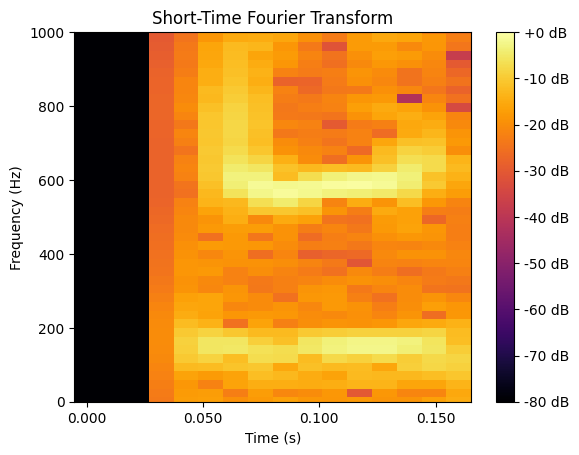 Short-Time Fourier Transform
1000
800
600
400
200
0
Frequency (Hz)
0.000
0.050
0.100
0.150
Time (s)
+0 dB
-10 dB
-20 dB
-30 dB
-40 dB
-50 dB
-60 dB
-70 dB
-80 dB